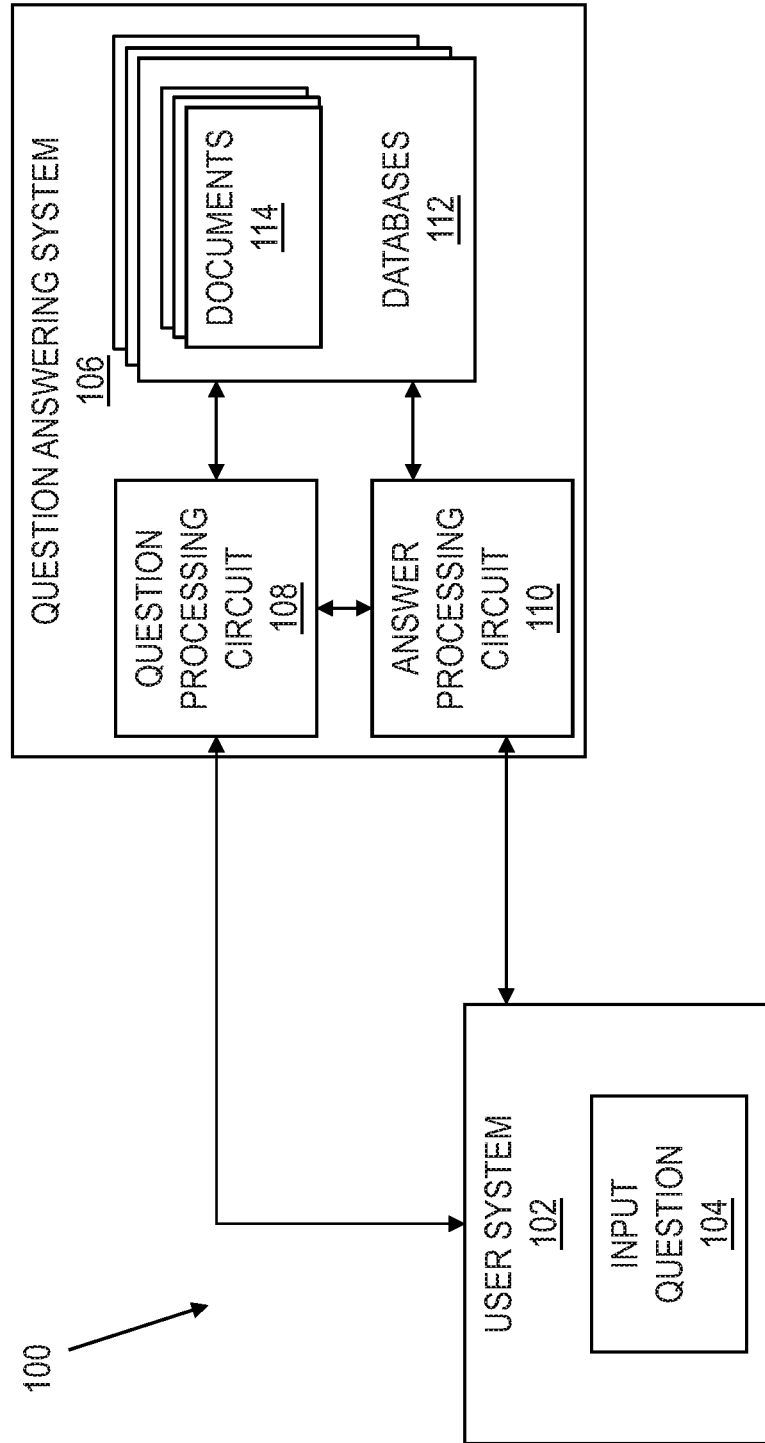 100
USER SYSTEM
102
INPUT
QUESTION
104
QUESTION ANSWERING SYSTEM
106
QUESTION
PROCESSING
CIRCUIT
108
ANSWER
PROCESSING
CIRCUIT
110
DOCUMENTS
114
DATABASES
112